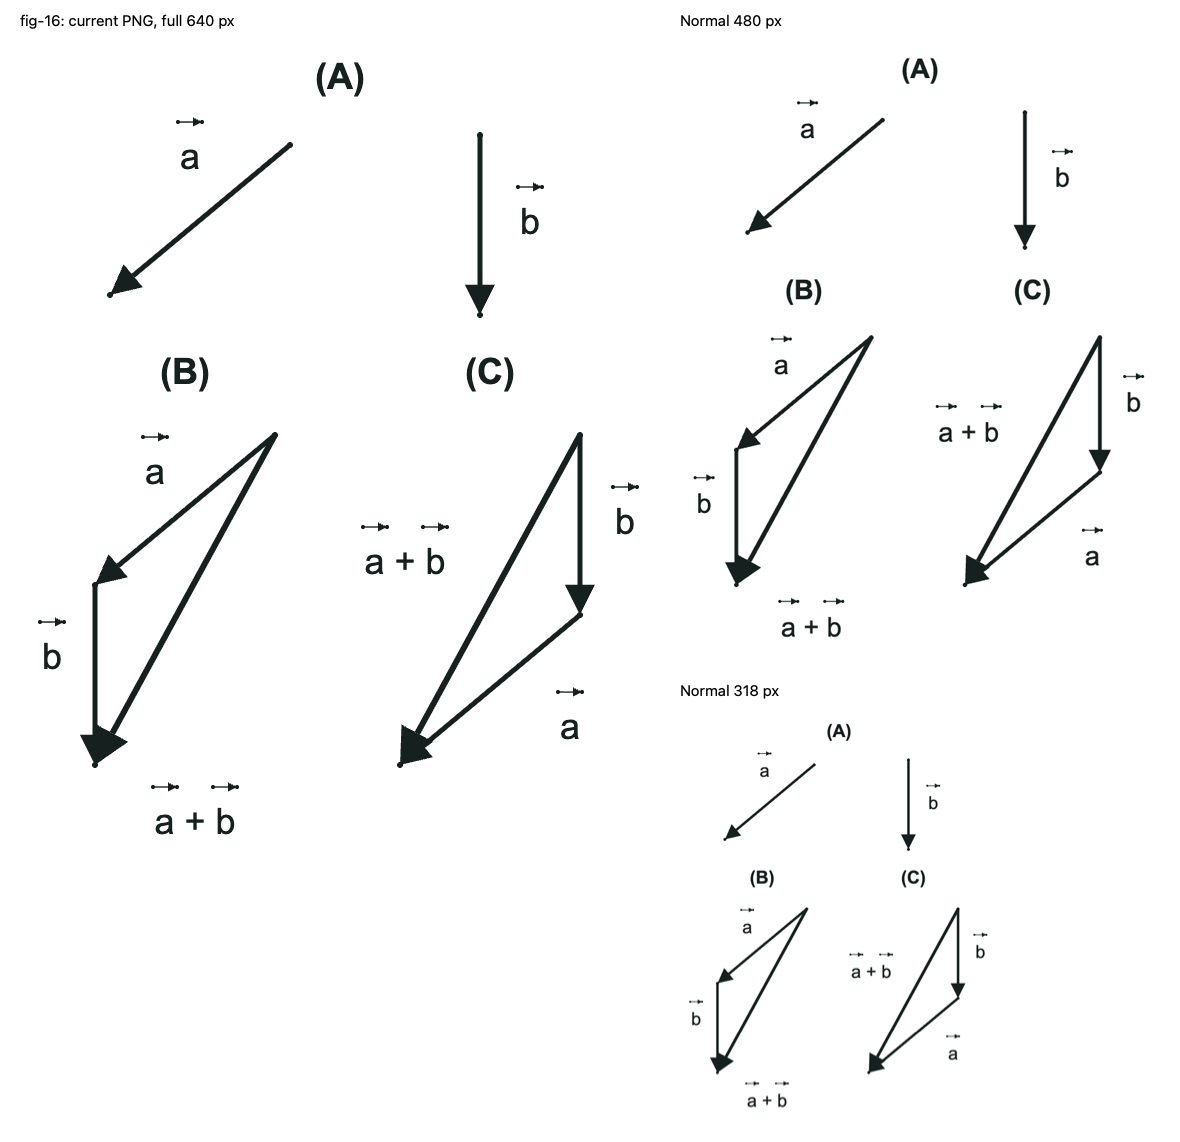 fig-16: current PNG, full 640 px
(A)
a⃗
b⃗
(B)
(C)
a⃗
b⃗
a⃗ + b⃗
b⃗
a⃗
a⃗ + b⃗
Normal 480 px
(A)
a⃗
b⃗
(B)
(C)
a⃗
b⃗
a⃗ + b⃗
b⃗
a⃗
a⃗ + b⃗
Normal 318 px
(A)
a⃗
b⃗
(B)
(C)
a⃗
b⃗
a⃗ + b⃗
b⃗
a⃗
a⃗ + b⃗